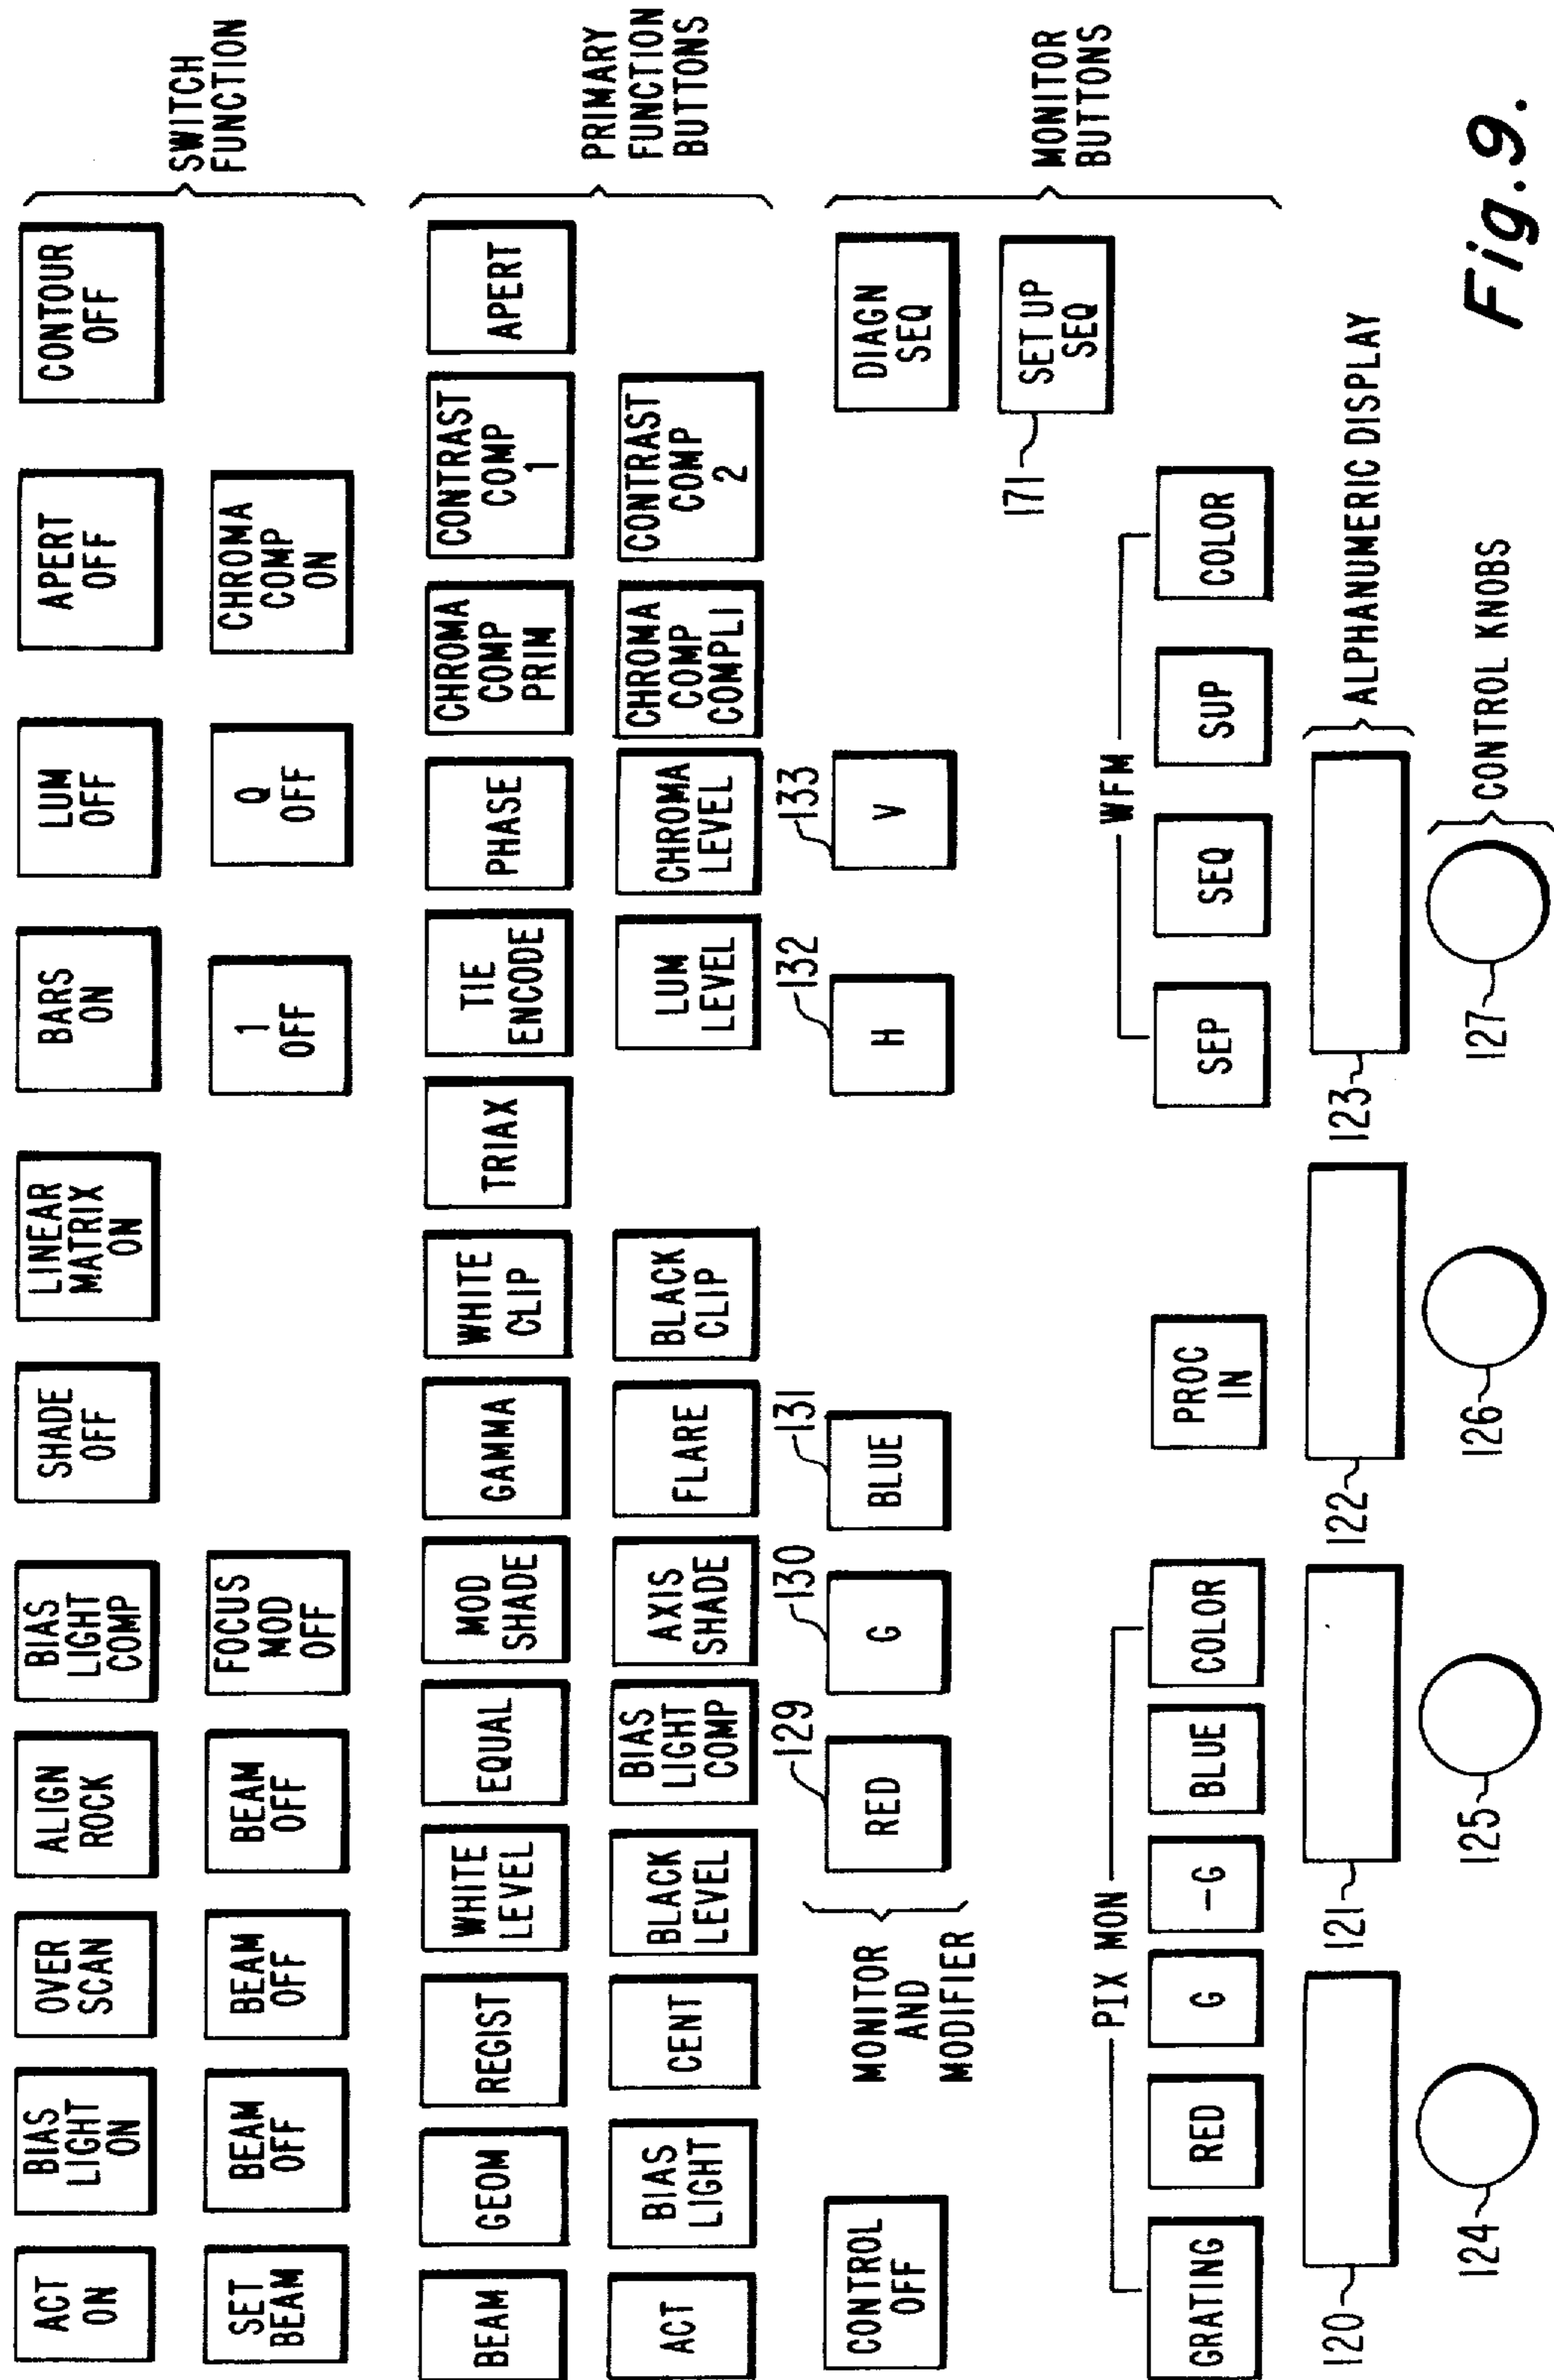 ACT
ON
BIAS
LIGHT
ON
OVER
SCAN
ALIGN
ROCK
BIAS
LIGHT
COMP
SHADE
OFF
LINEAR
MATRIX
ON
BARS
ON
LUM
OFF
APERT
OFF
CONTOUR
OFF
SWITCH
FUNCTION
SET
BEAM
BEAM
OFF
BEAM
OFF
BEAM
OFF
FOCUS
MOD
OFF
1
OFF
Q
OFF
CHROMA
COMP
ON
BEAM
GEOM
REGIST
WHITE
LEVEL
EQUAL
MOD
SHADE
GAMMA
WHITE
CLIP
TRIAX
TIE
ENCODE
PHASE
CHROMA
COMP
PRIM
CONTRAST
COMP
1
APERT
PRIMARY
FUNCTION
BUTTONS
ACT
BIAS
LIGHT
CENT
BLACK
LEVEL
BIAS
LIGHT
COMP
AXIS
SHADE
FLARE
BLACK
CLIP
LUM
LEVEL
CHROMA
LEVEL
CHROMA
COMP
COMPLI
CONTRAST
COMP
2
129
130
131
132
133
CONTROL
OFF
MONITOR
AND
MODIFIER
RED
G
BLUE
H
V
DIAGN
SEQ
MONITOR
BUTTONS
171
SET UP
SEQ
PIX MON
WFM
GRATING
RED
G
-G
BLUE
COLOR
PROC
IN
SEP
SEQ
SUP
COLOR
120
121
122
123
ALPHANUMERIC DISPLAY
124
125
126
127
CONTROL KNOBS
Fig. 9.